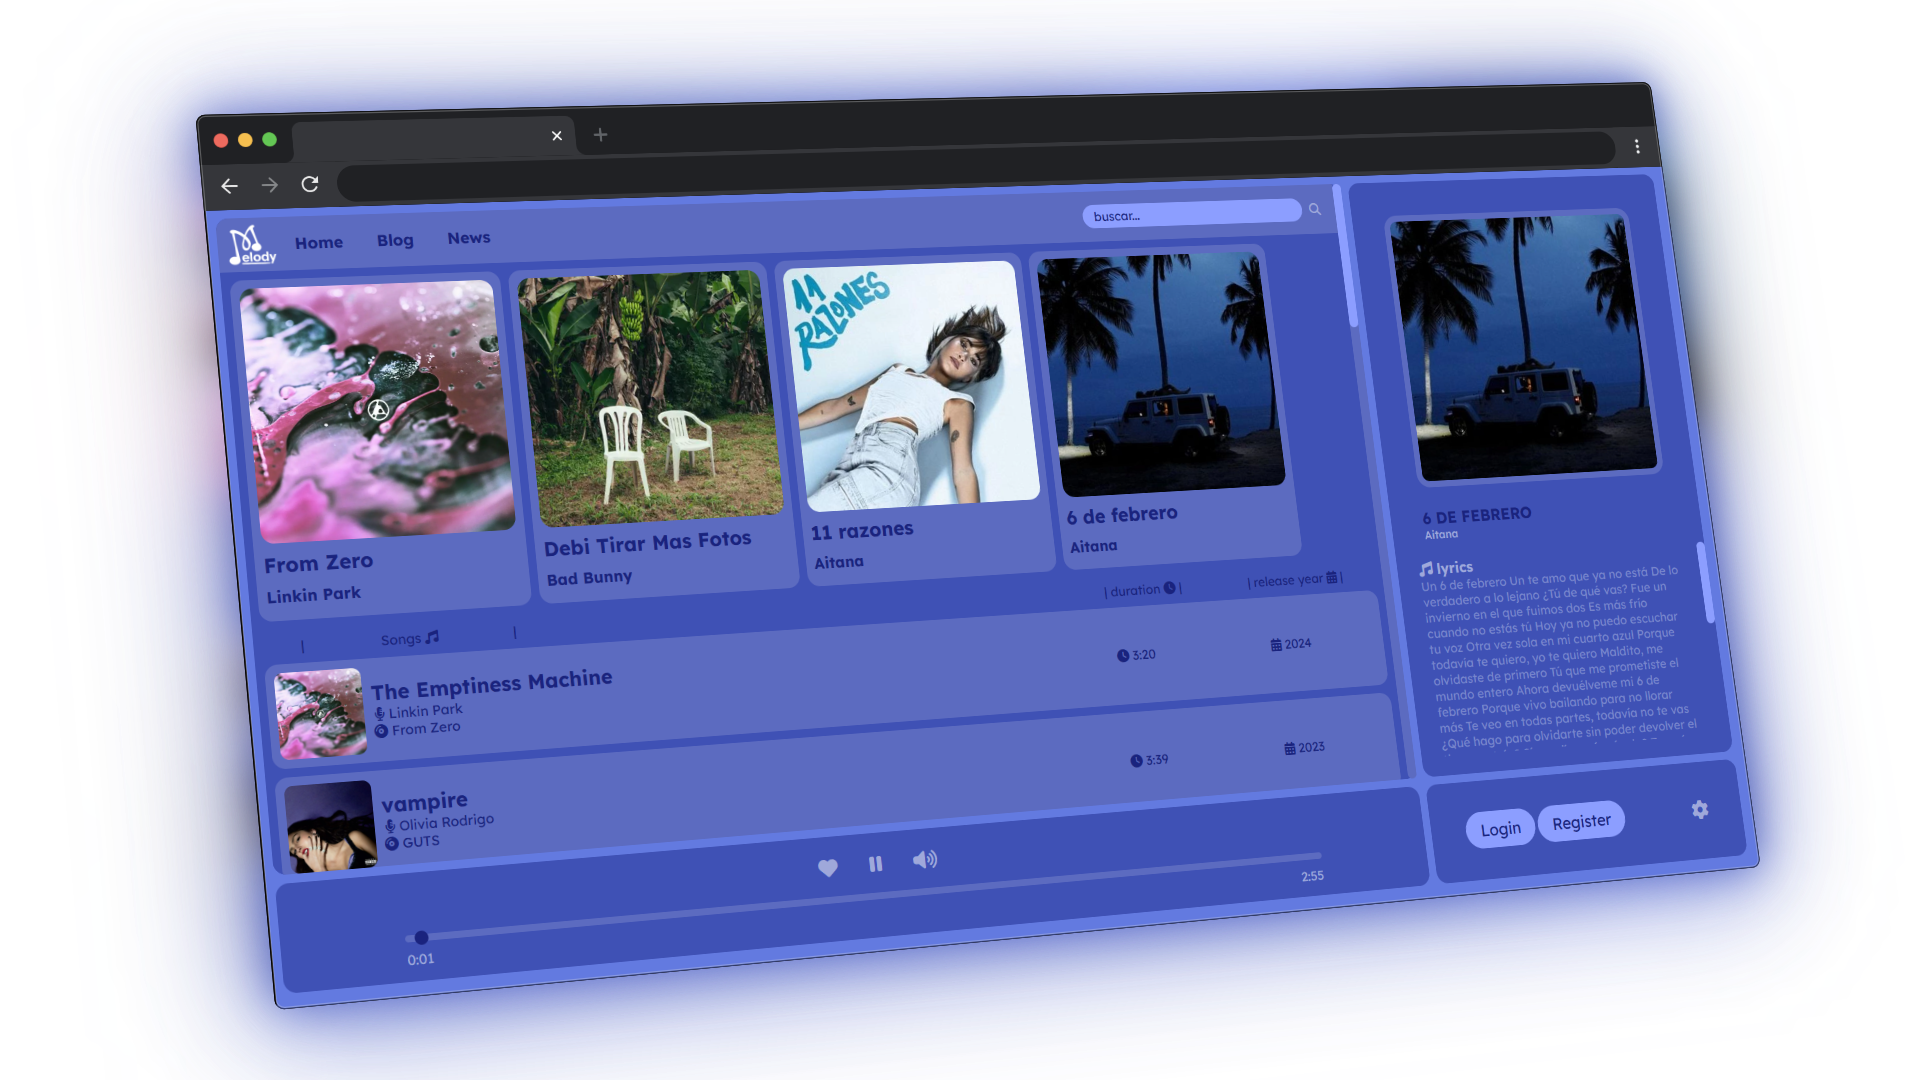 Melody
Home
Blog
News
buscar...
11 RAZONES
From Zero
Linkin Park
Debi Tirar Mas Fotos
Bad Bunny
11 razones
Aitana
6 de febrero
Aitana
| Songs |
| duration |
| release year |
The Emptiness Machine
Linkin Park
From Zero
3:20
2024
vampire
Olivia Rodrigo
GUTS
3:39
2023
0:01
2:55
6 DE FEBRERO
Aitana
lyrics
Un 6 de febrero Un te amo que ya no está De lo
verdadero a lo lejano ¿Tú de qué vas? Fue un
invierno en el que fuimos dos Es más frío
cuando no estás tú Hoy ya no puedo escuchar
tu voz Otra vez sola en mi cuarto azul Porque
todavía te quiero, yo te quiero Maldito, me
olvidaste de primero Tú que me prometiste el
mundo entero Ahora devuélveme mi 6 de
febrero Porque vivo bailando para no llorar
más Te veo en todas partes, todavía no te vas
¿Qué hago para olvidarte sin poder devolver el
Login
Register